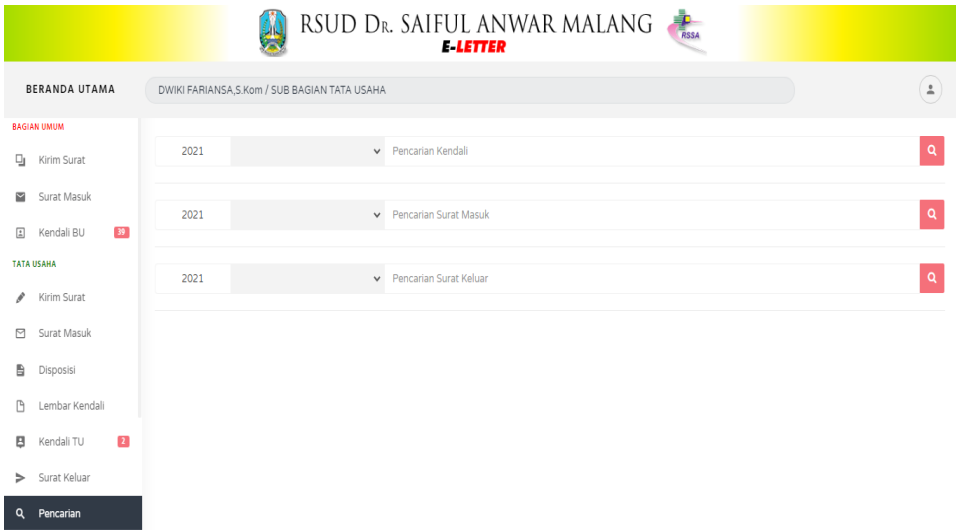 RSUD DR. SAIFUL ANWAR MALANG
E-LETTER
RSSA
BERANDA UTAMA
DWIKI FARIANSA,S.Kom / SUB BAGIAN TATA USAHA
BAGIAN UMUM
Kirim Surat
Surat Masuk
Kendali BU 39
TATA USAHA
Kirim Surat
Surat Masuk
Disposisi
Lembar Kendali
Kendali TU 2
Surat Keluar
Pencarian
2021 Pencarian Kendali
2021 Pencarian Surat Masuk
2021 Pencarian Surat Keluar